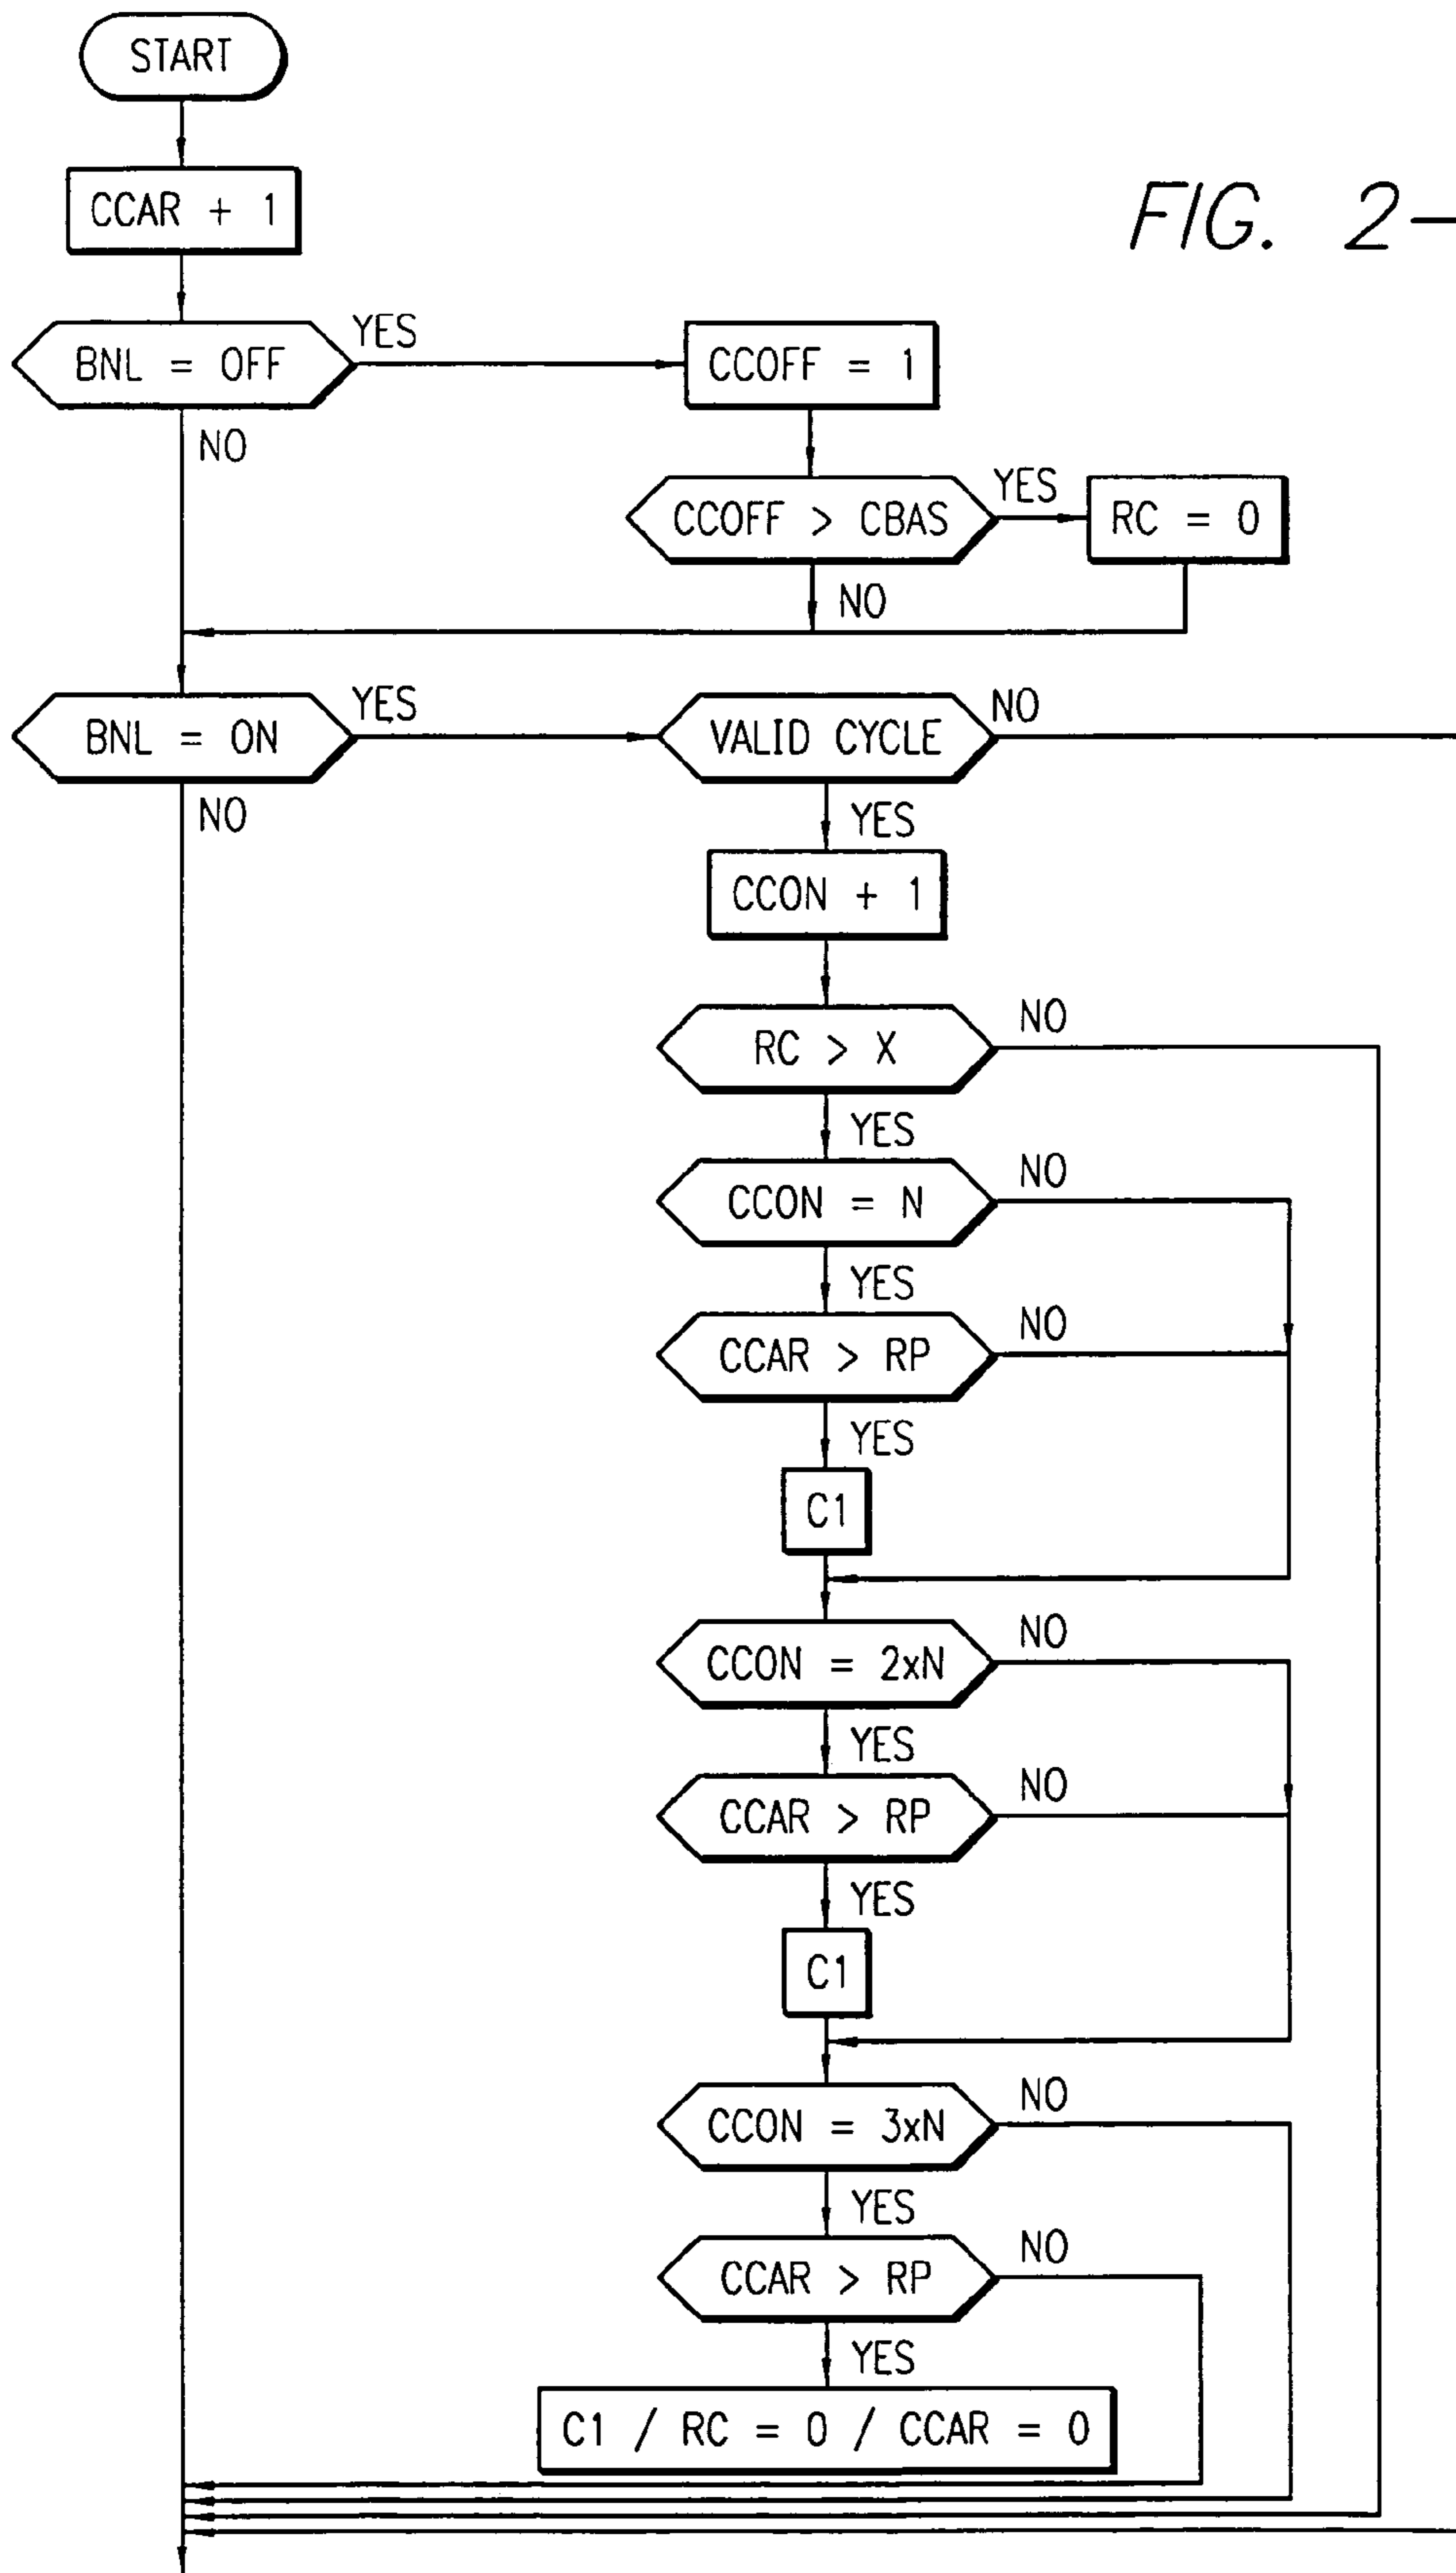 START
CCAR + 1
FIG. 2-
BNL = OFF
YES
CCOFF = 1
NO
CCOFF > CBAS
YES
RC = 0
NO
BNL = ON
YES
VALID CYCLE
NO
NO
YES
CCON + 1
RC > X
NO
YES
CCON = N
NO
YES
CCAR > RP
NO
YES
C1
CCON = 2xN
NO
YES
CCAR > RP
NO
YES
C1
CCON = 3xN
NO
YES
CCAR > RP
NO
YES
C1 / RC = 0 / CCAR = 0